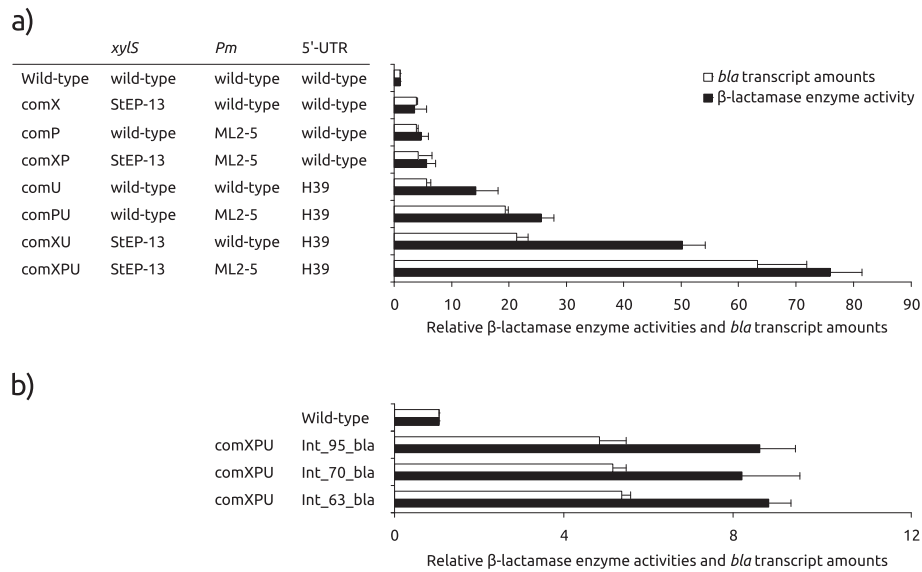 a)
xylS Pm 5'-UTR
Wild-type wild-type wild-type wild-type
comX StEP-13 wild-type wild-type
comP wild-type ML2-5 wild-type
comXP StEP-13 ML2-5 wild-type
comU wild-type wild-type H39
comPU wild-type ML2-5 H39
comXU StEP-13 wild-type H39
comXPU StEP-13 ML2-5 H39
bla transcript amounts
β-lactamase enzyme activity
0 10 20 30 40 50 60 70 80 90
Relative β-lactamase enzyme activities and bla transcript amounts
b)
Wild-type
comXPU Int_95_bla
comXPU Int_70_bla
comXPU Int_63_bla
0 4 8 12
Relative β-lactamase enzyme activities and bla transcript amounts